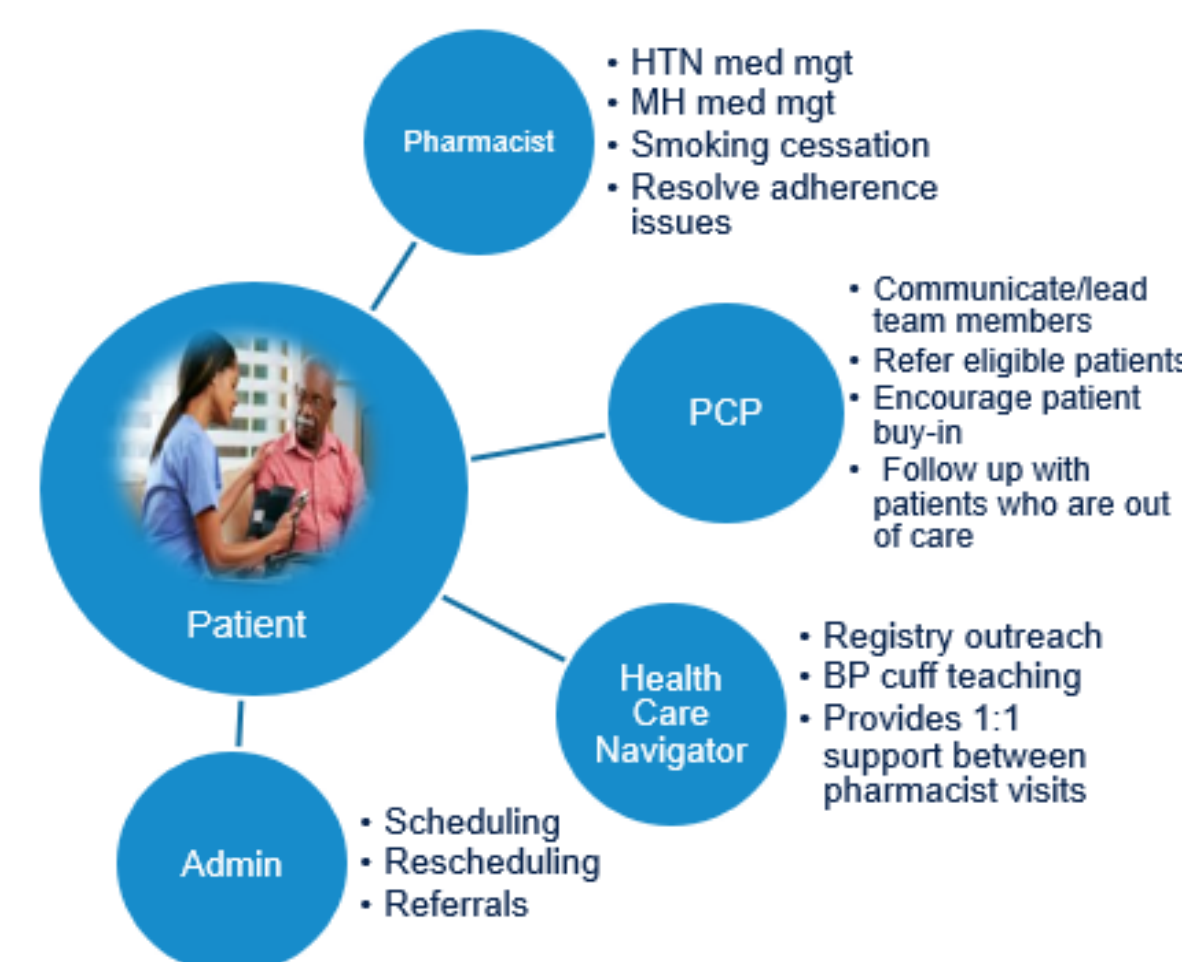 Pharmacist
• HTN med mgt
• MH med mgt
• Smoking cessation
• Resolve adherence
issues
PCP
• Communicate/lead
team members
• Refer eligible patients
• Encourage patient
buy-in
• Follow up with
patients who are out
of care
Patient
Health
Care
Navigator
• Registry outreach
• BP cuff teaching
• Provides 1:1
support between
pharmacist visits
Admin
• Scheduling
• Rescheduling
• Referrals